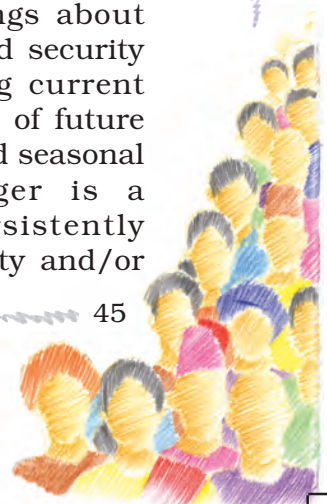 ngs about
d security
g current
of future
d seasonal
ger is a
sistently
ty and/or
45